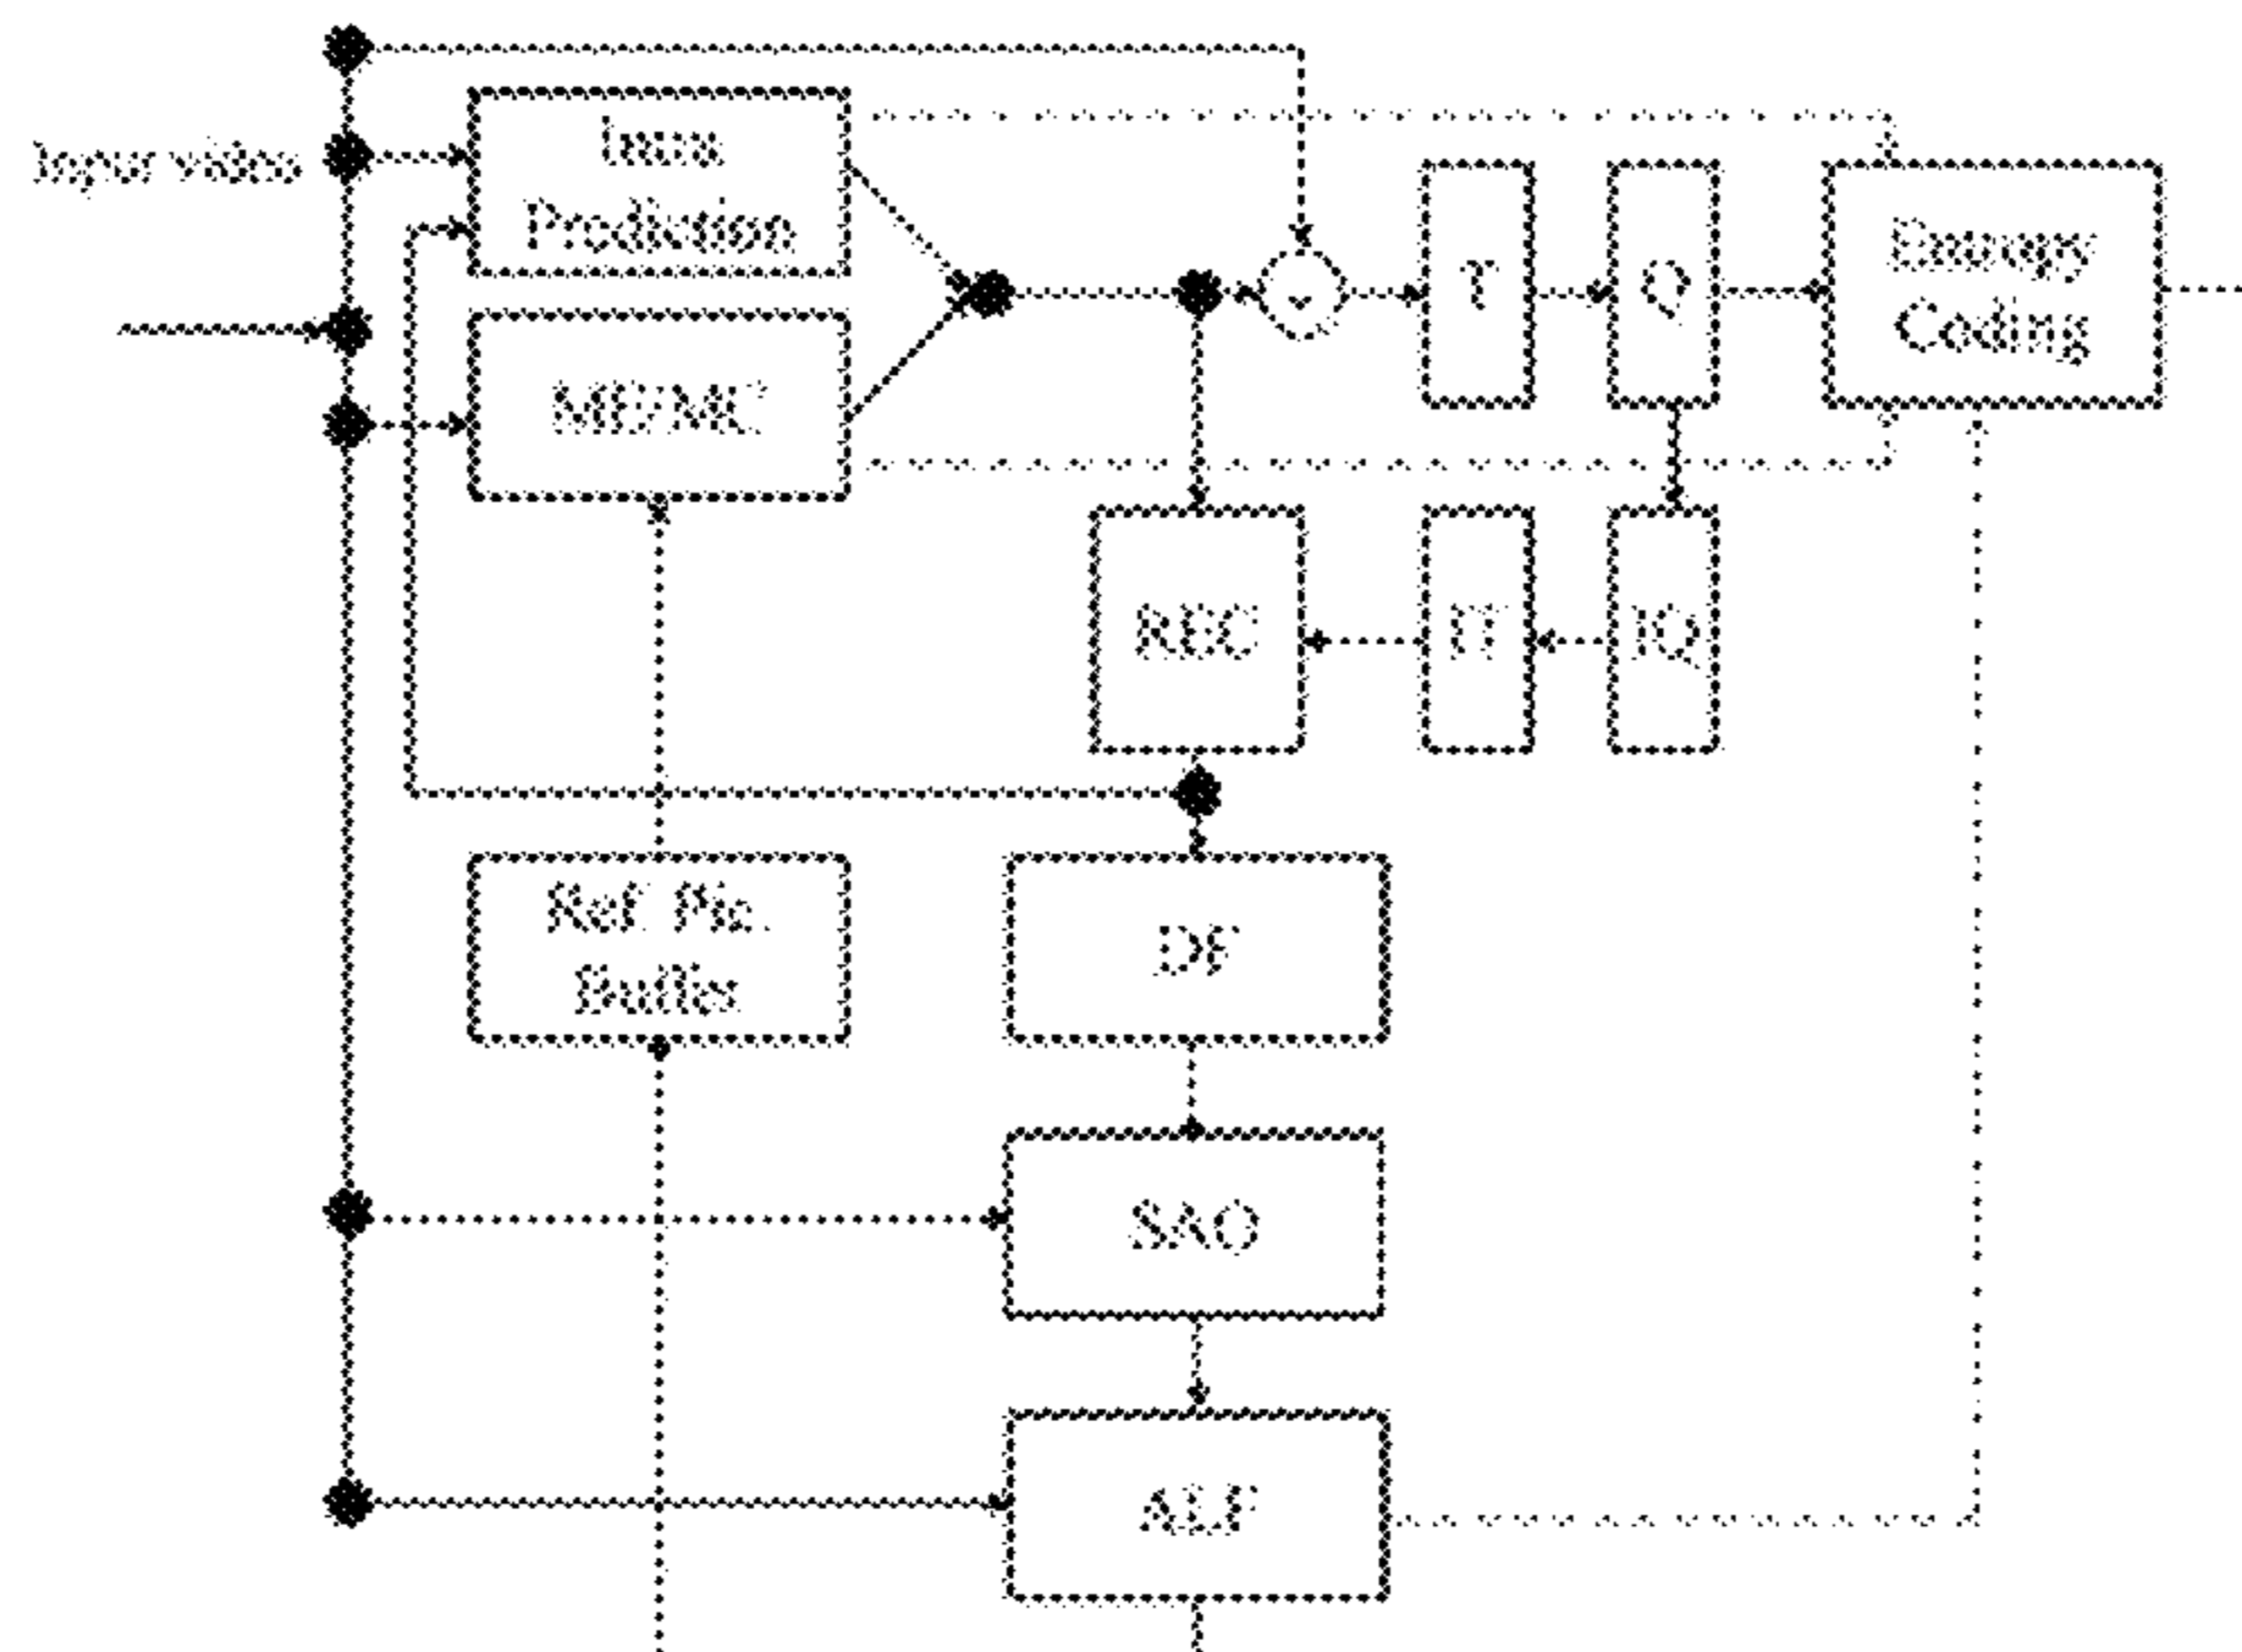 Input video
Intra
Prediction
ME/MC
-
T
Q
Entropy
Coding
REC
IT
IQ
Ref. Pic.
Buffer
DF
SAO
ALF